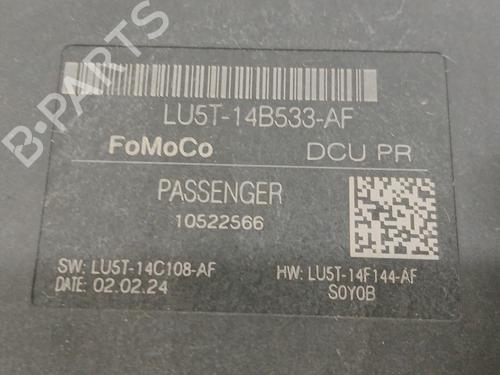 LU5T-14B533-AF
FoMoCo DCU PR
PASSENGER
10522566
SW: LU5T-14C108-AF HW: LU5T-14F144-AF
DATE: 02.02.24 S0Y0B
B-PARTS